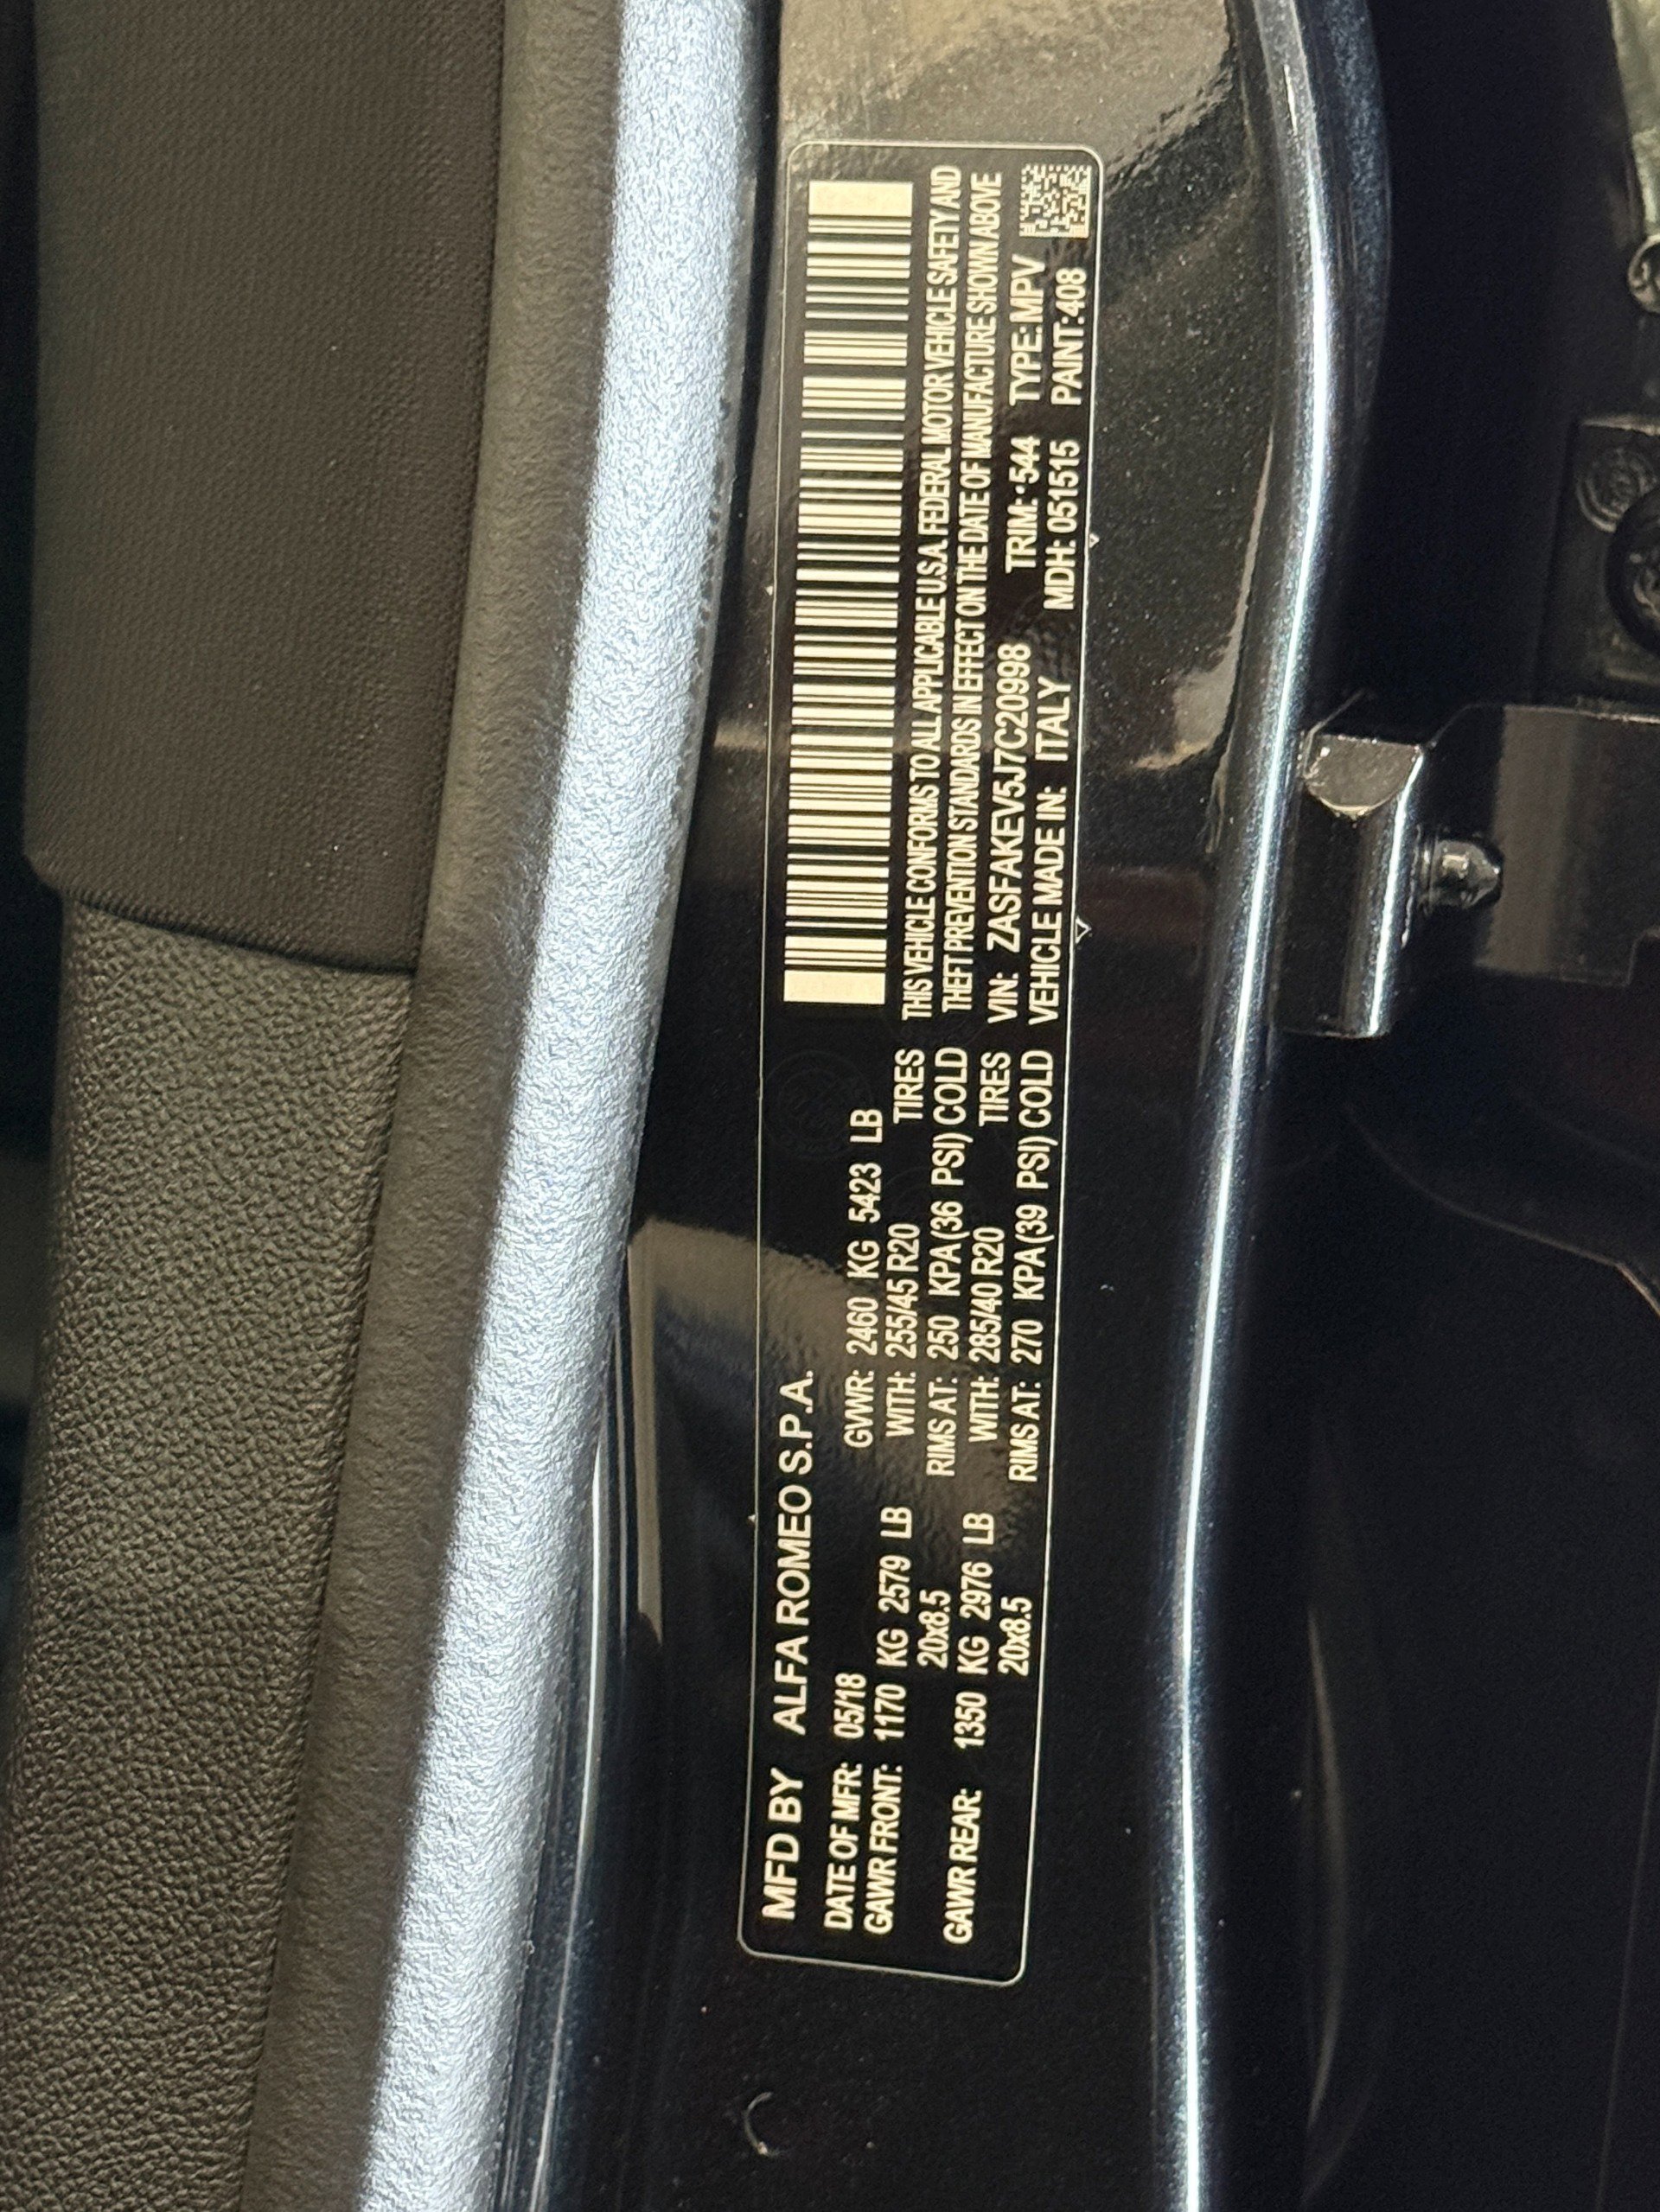 MFD BY ALFA ROMEO S.P.A.
DATE OF MFR: 05/18 GVWR: 2460 KG 5423 LB
GAWR FRONT: 1170 KG 2579 LB WITH: 255/45 R20 TIRES
20x8.5 RIMS AT: 250 KPA (36 PSI) COLD
GAWR REAR: 1350 KG 2976 LB WITH: 285/40 R20 TIRES
20x8.5 RIMS AT: 270 KPA (39 PSI) COLD
THIS VEHICLE CONFORMS TO ALL APPLICABLE U.S.A. FEDERAL MOTOR VEHICLE SAFETY AND
THEFT PREVENTION STANDARDS IN EFFECT ON THE DATE OF MANUFACTURE SHOWN ABOVE
VIN: ZASFAKEV5J7C20998 TRIM: *544 TYPE: MPV
VEHICLE MADE IN: ITALY MDH: 051515 PAINT: 408